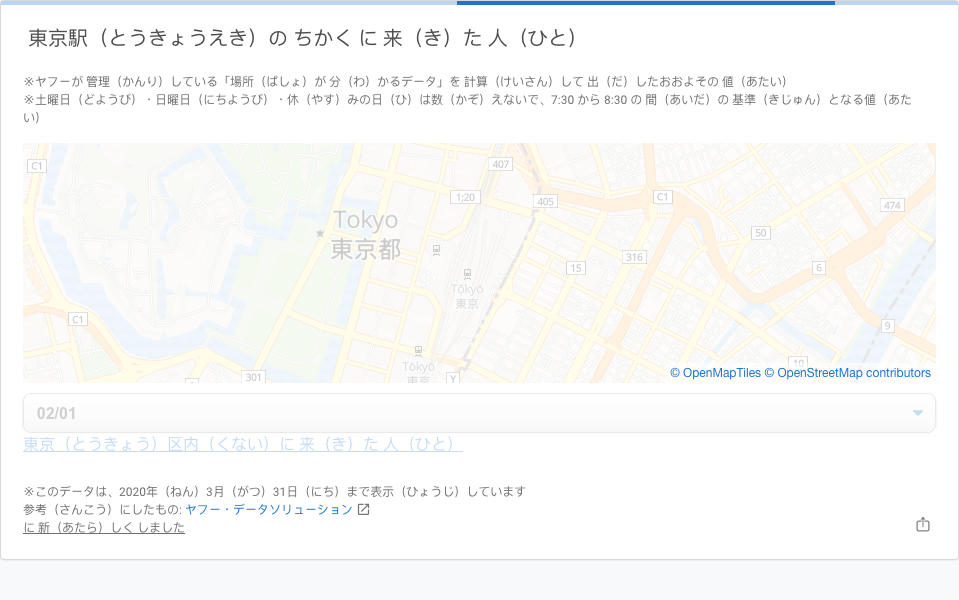 東京駅（とうきょうえき）の ちかく に 来（き）た 人（ひと）
※ヤフーが 管理（かんり）している「場所（ばしょ）が 分（わ）かるデータ」を 計算（けいさん）して 出（だ）したおおよその 値（あたい）
※土曜日（どようび）・日曜日（にちようび）・休（やす）みの日（ひ）は数（かぞ）えないで、7:30 から 8:30 の 間（あいだ）の 基準（きじゅん）となる値（あた
い）
C1
407
1;20
405
C1
474
Tokyo
東京都
50
316
15
6
Tōkyō
東京
C1
9
Tōkyō
東京
10
301
Y
© OpenMapTiles © OpenStreetMap contributors
02/01
東京（とうきょう）区内（くない）に 来（き）た 人（ひと）
※このデータは、2020年（ねん）3月（がつ）31日（にち）まで表示（ひょうじ）しています
参考（さんこう）にしたもの: ヤフー・データソリューション
に 新（あたら）しく しました